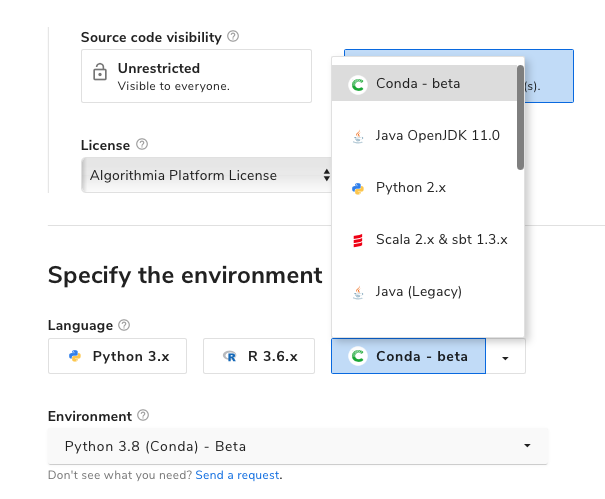 Source code visibility
Unrestricted
Visible to everyone.
(s).
License
Algorithmia Platform License
Conda - beta
Java OpenJDK 11.0
Python 2.x
Scala 2.x & sbt 1.3.x
Java (Legacy)
Specify the environment
Language
Python 3.x
R 3.6.x
Conda - beta
Environment
Python 3.8 (Conda) - Beta
Don't see what you need? Send a request.